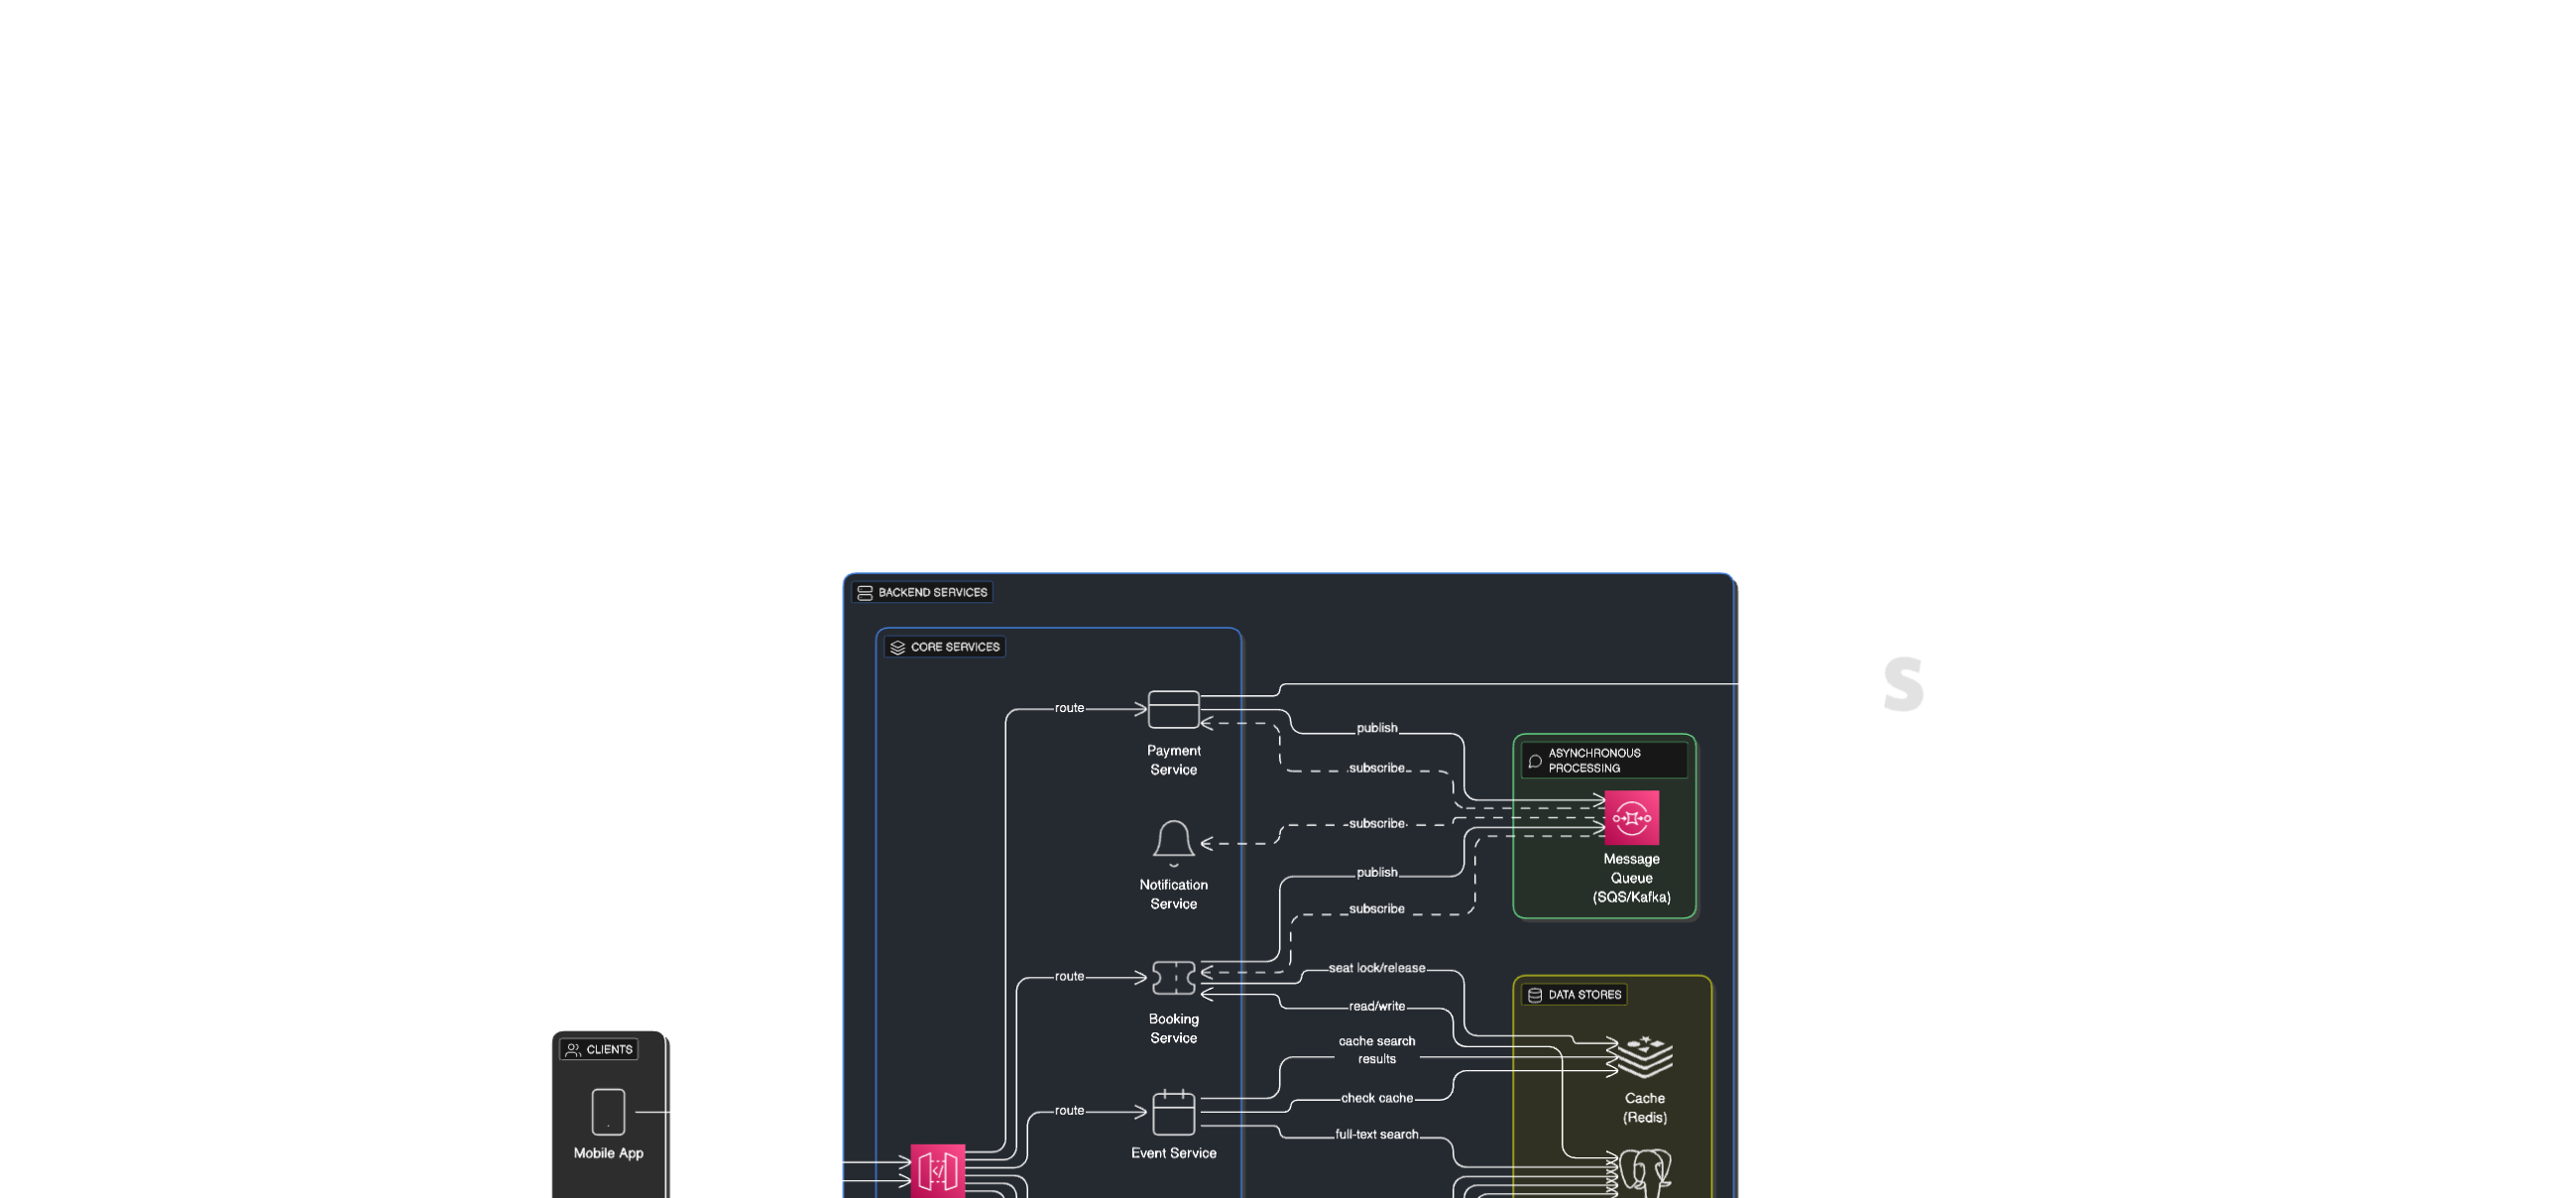 BACKEND SERVICES
CORE SERVICES
S
route
Payment
Service
publish
subscribe
ASYNCHRONOUS
PROCESSING
subscribe
Message
Queue
(SQS/Kafka)
Notification
Service
publish
subscribe
route
Booking
Service
seat lock/release
read/write
DATA STORES
cache search
results
check cache
Cache
(Redis)
route
Event Service
full-text search
CLIENTS
Mobile App